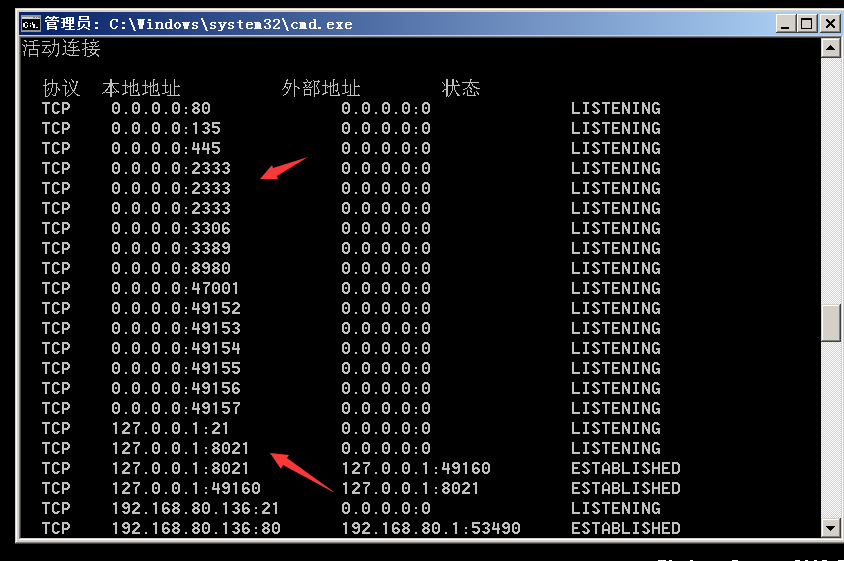 管理员: C:\Windows\system32\cmd.exe
活动连接
协议 本地地址 外部地址 状态
TCP 0.0.0.0:80 0.0.0.0:0 LISTENING
TCP 0.0.0.0:135 0.0.0.0:0 LISTENING
TCP 0.0.0.0:445 0.0.0.0:0 LISTENING
TCP 0.0.0.0:2333 0.0.0.0:0 LISTENING
TCP 0.0.0.0:2333 0.0.0.0:0 LISTENING
TCP 0.0.0.0:2333 0.0.0.0:0 LISTENING
TCP 0.0.0.0:3306 0.0.0.0:0 LISTENING
TCP 0.0.0.0:3389 0.0.0.0:0 LISTENING
TCP 0.0.0.0:8980 0.0.0.0:0 LISTENING
TCP 0.0.0.0:47001 0.0.0.0:0 LISTENING
TCP 0.0.0.0:49152 0.0.0.0:0 LISTENING
TCP 0.0.0.0:49153 0.0.0.0:0 LISTENING
TCP 0.0.0.0:49154 0.0.0.0:0 LISTENING
TCP 0.0.0.0:49155 0.0.0.0:0 LISTENING
TCP 0.0.0.0:49156 0.0.0.0:0 LISTENING
TCP 0.0.0.0:49157 0.0.0.0:0 LISTENING
TCP 127.0.0.1:21 0.0.0.0:0 LISTENING
TCP 127.0.0.1:8021 0.0.0.0:0 LISTENING
TCP 127.0.0.1:8021 127.0.0.1:49160 ESTABLISHED
TCP 127.0.0.1:49160 127.0.0.1:8021 ESTABLISHED
TCP 192.168.80.136:21 0.0.0.0:0 LISTENING
TCP 192.168.80.136:80 192.168.80.1:53490 ESTABLISHED